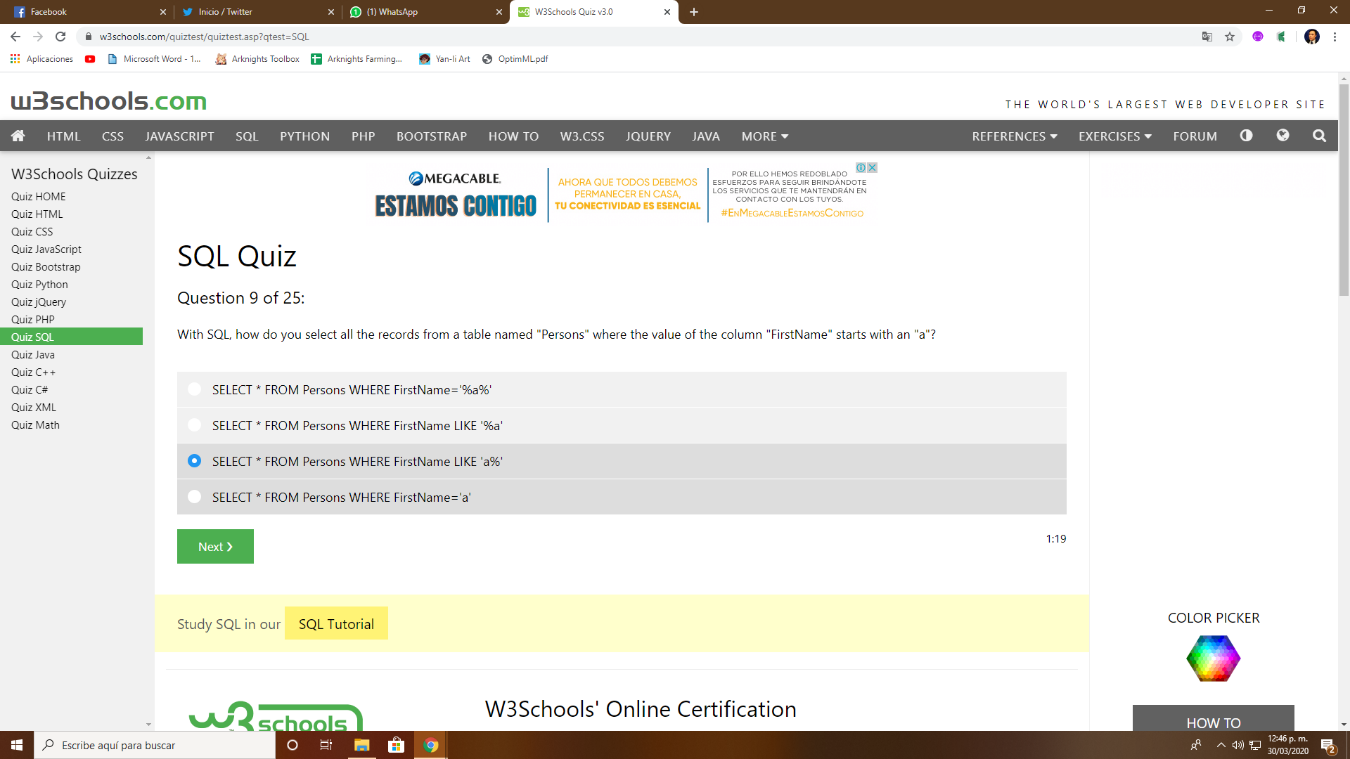 Facebook
Inicio / Twitter
(1) WhatsApp
W3Schools Quiz v3.0
w3schools.com/quiztest/quiztest.asp?qtest=SQL
Aplicaciones
Microsoft Word - 1...
Arknights Toolbox
Arknights Farming...
Yan-li Art
OptimML.pdf
w3schools.com
THE WORLD'S LARGEST WEB DEVELOPER SITE
HTML CSS JAVASCRIPT SQL PYTHON PHP BOOTSTRAP HOW TO W3.CSS JQUERY JAVA MORE REFERENCES EXERCISES FORUM
W3Schools Quizzes
Quiz HOME
Quiz HTML
Quiz CSS
Quiz JavaScript
Quiz Bootstrap
Quiz Python
Quiz jQuery
Quiz PHP
Quiz SQL
Quiz Java
Quiz C++
Quiz C#
Quiz XML
Quiz Math
MEGACABLE
ESTAMOS CONTIGO
AHORA QUE TODOS DEBEMOS
PERMANECER EN CASA,
TU CONECTIVIDAD ES ESENCIAL
POR ELLO HEMOS REDOBLADO
ESFUERZOS PARA SEGUIR BRINDÁNDOTE
LOS SERVICIOS QUE TE MANTENDRÁN EN
CONTACTO CON LOS TUYOS.
#ENMEGACABLEESTAMOSCONTIGO
SQL Quiz
Question 9 of 25:
With SQL, how do you select all the records from a table named "Persons" where the value of the column "FirstName" starts with an "a"?
SELECT * FROM Persons WHERE FirstName='%a%'
SELECT * FROM Persons WHERE FirstName LIKE '%a'
SELECT * FROM Persons WHERE FirstName LIKE 'a%'
SELECT * FROM Persons WHERE FirstName='a'
Next ❯
1:19
Study SQL in our SQL Tutorial
COLOR PICKER
w3schools
W3Schools' Online Certification
HOW TO
Escribe aquí para buscar
12:46 p. m.
30/03/2020
2